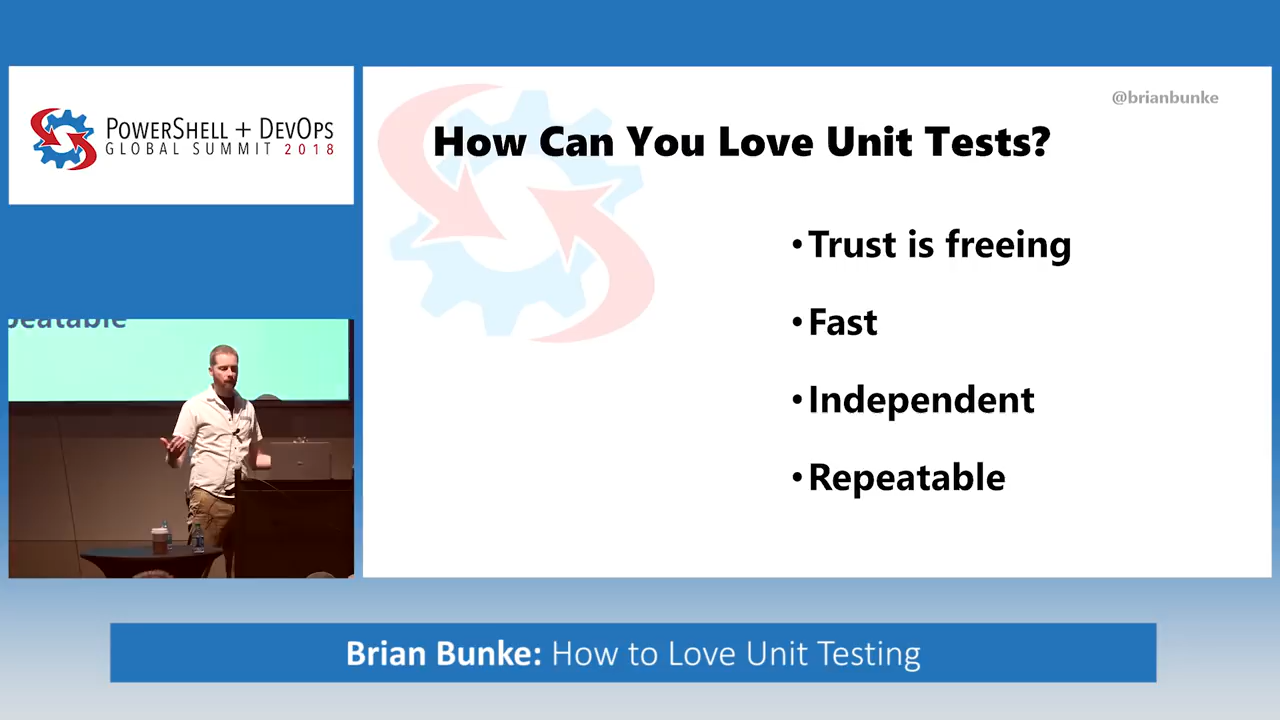 POWERSHELL + DEVOPS
GLOBAL SUMMIT 2018
@brianbunke
How Can You Love Unit Tests?
•Trust is freeing
•Fast
•Independent
•Repeatable
peatable
Brian Bunke: How to Love Unit Testing